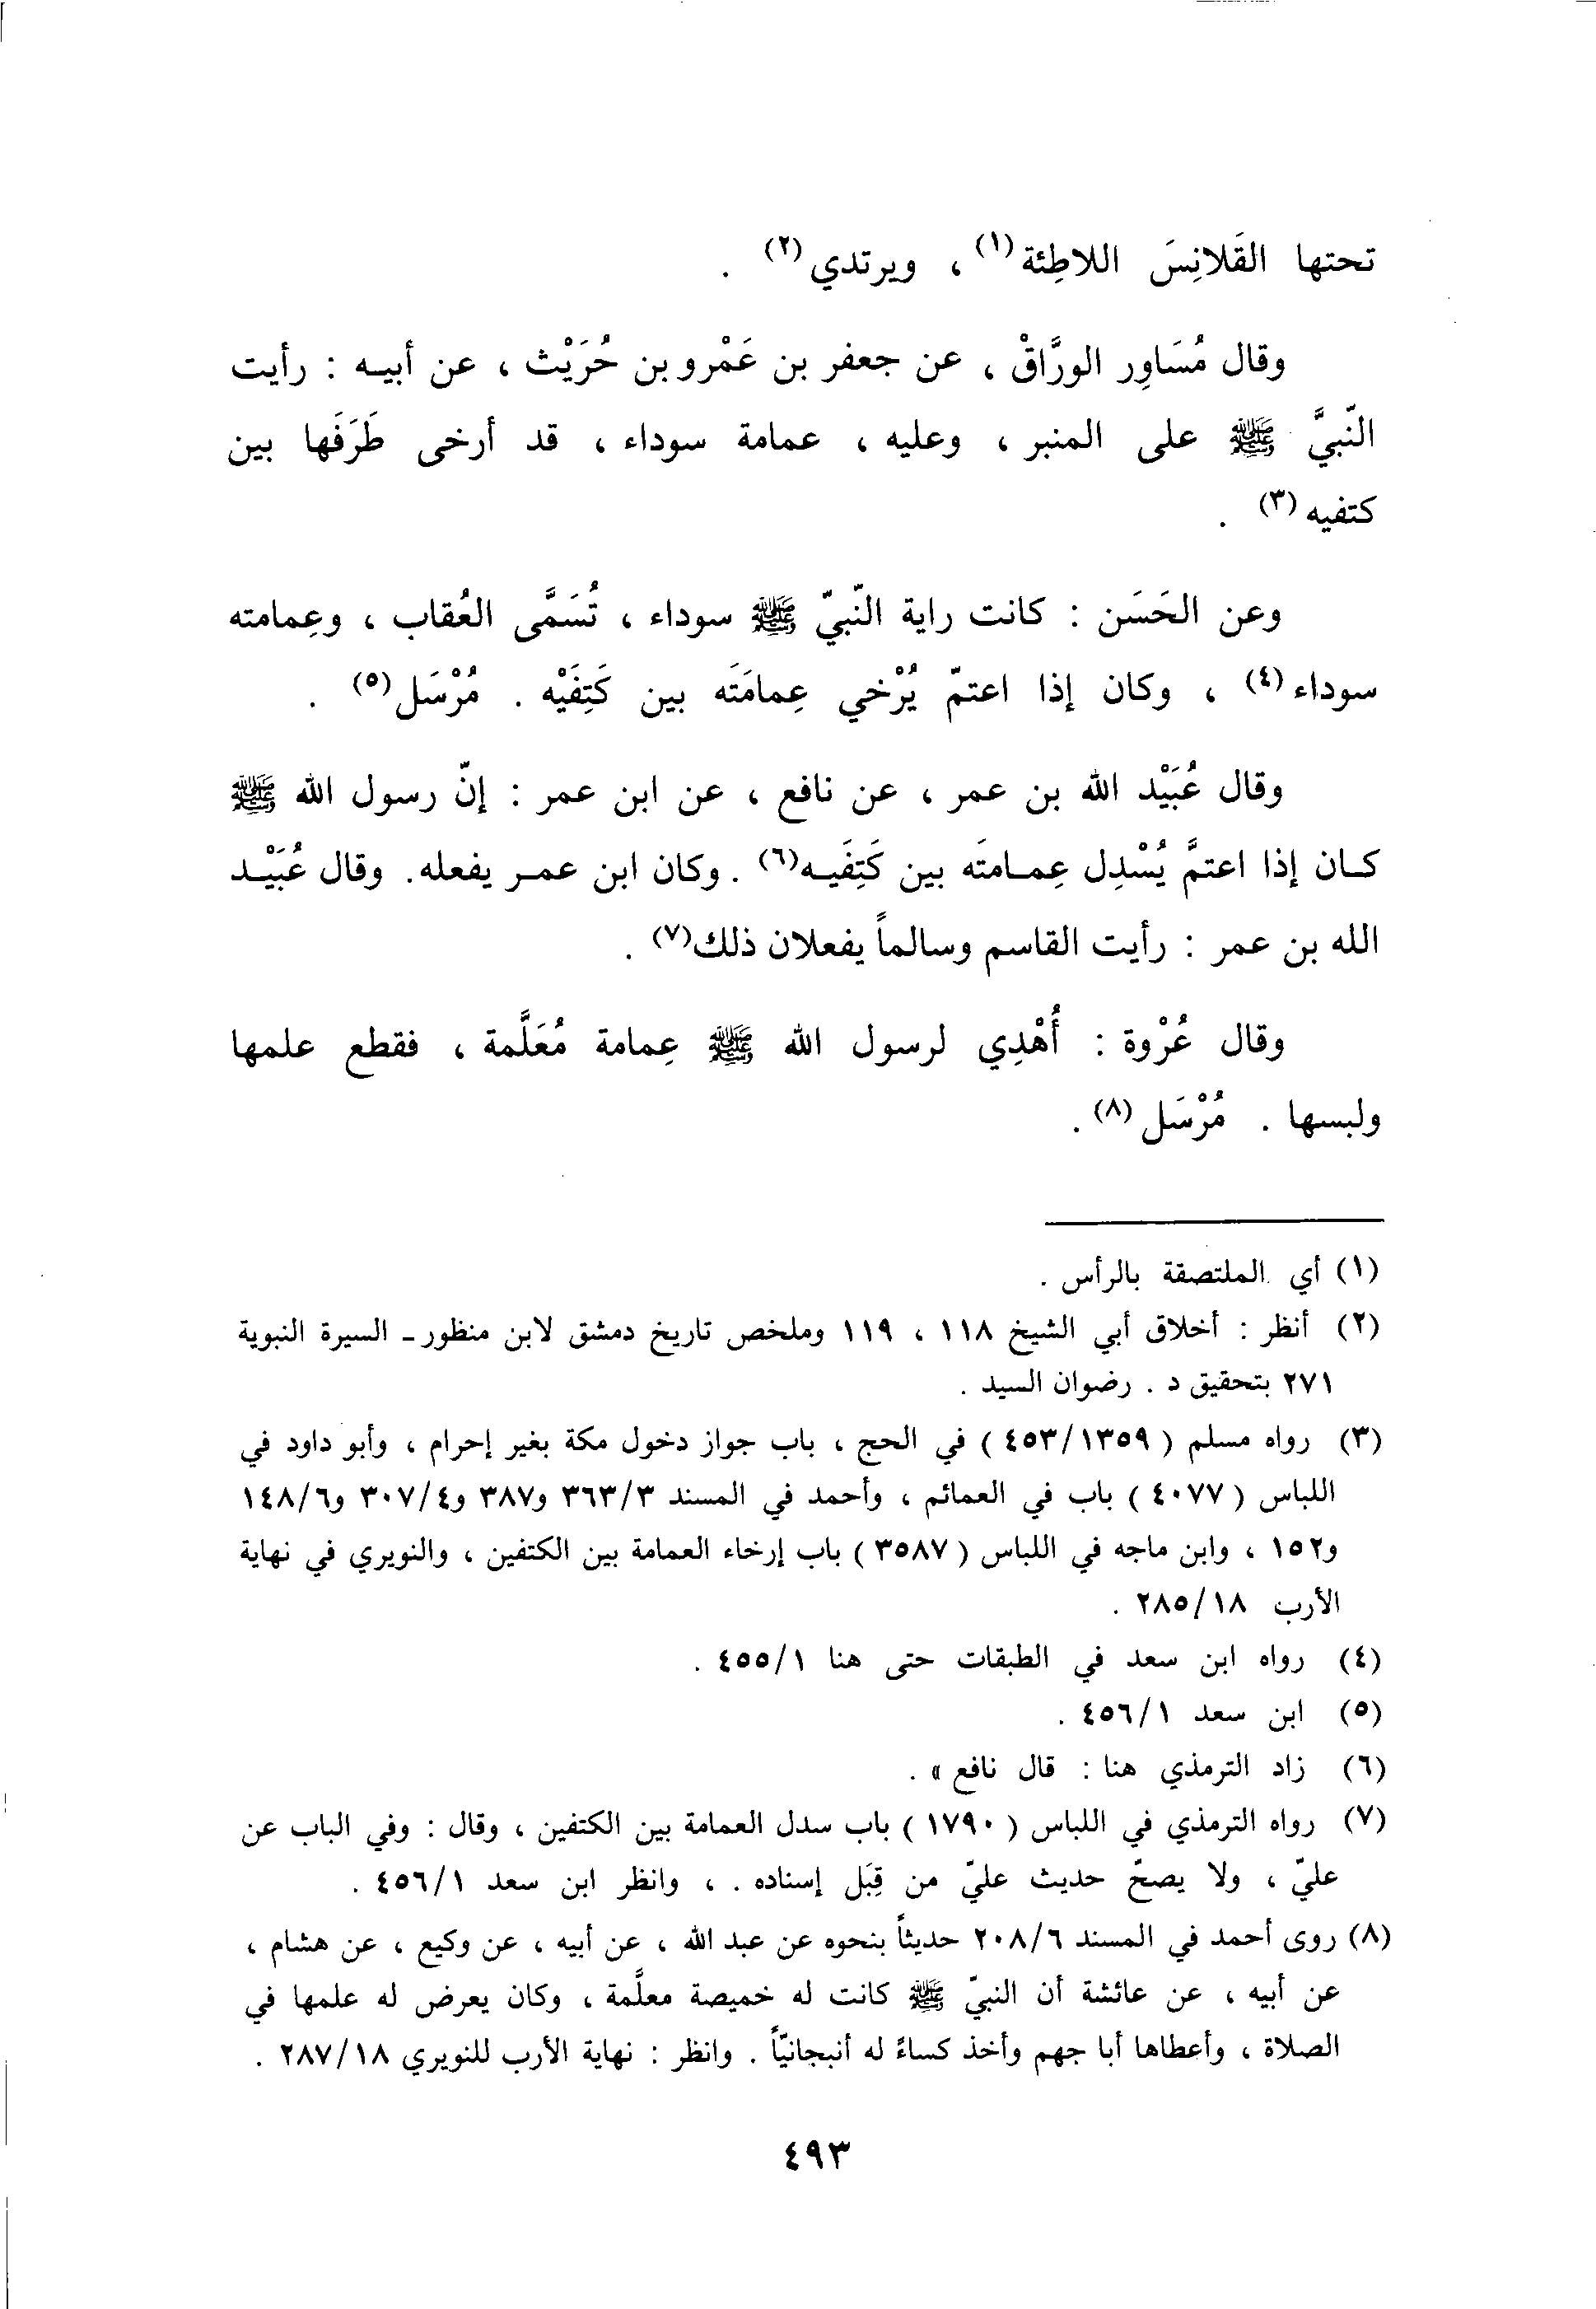 تحتها القَلانِسَ اللاطِئة(١) ، ويرتدي(٢) .
وقال مُسَاوِر الورَّاقْ ، عن جعفر بن عَمْرو بن حُرَيْث ، عن أبيـه : رأيت
النّبيَّ ﷺ على المنبر ، وعليه ، عمامة سوداء ، قد أرخى طَرَفَها بين
كتفيه(٣) .
وعن الحَسَن : كانت راية النّبيّ ﷺ سوداء ، تُسَمَّى العُقاب ، وعِمامته
سوداء(٤) ، وكان إذا اعتمّ يُرْخي عِمامَتَه بين كَتِفَيْه . مُرْسَل(٥) .
وقال عُبَيْد الله بن عمر ، عن نافع ، عن ابن عمر : إنّ رسول الله ﷺ
كـان إذا اعتمَّ يُسْدِل عِمـامتَه بين كَتِفَيـه(٦) . وكان ابن عمـر يفعله. وقال عُبَيْـد
الله بن عمر : رأيت القاسم وسالماً يفعلان ذلك(٧) .
وقال عُرْوة : أُهْدِي لرسول الله ﷺ عِمامة مُعَلَّمة ، فقطع علمها
ولبسها . مُرْسَل(٨) .
(١) أي الملتصقة بالرأس .
(٢) أنظر : أخلاق أبي الشيخ ١١٨ ، ١١٩ وملخص تاريخ دمشق لابن منظور ـ السيرة النبوية
٢٧١ بتحقيق د . رضوان السيد .
(٣) رواه مسلم ( ٤٥٣/١٣٥٩ ) في الحج ، باب جواز دخول مكة بغير إحرام ، وأبو داود في
اللباس ( ٤٠٧٧ ) باب في العمائم ، وأحمد في المسند ٣٦٣/٣ و٣٨٧ و٣٠٧/٤ و١٤٨/٦
و١٥٢ ، وابن ماجه في اللباس ( ٣٥٨٧ ) باب إرخاء العمامة بين الكتفين ، والنويري في نهاية
الأرب ٢٨٥/١٨ .
(٤) رواه ابن سعد في الطبقات حتى هنا ٤٥٥/١ .
(٥) ابن سعد ٤٥٦/١ .
(٦) زاد الترمذي هنا : قال نافع » .
(٧) رواه الترمذي في اللباس ( ١٧٩٠ ) باب سدل العمامة بين الكتفين ، وقال : وفي الباب عن
عليّ ، ولا يصحّ حديث عليّ من قِبَل إسناده . ، وانظر ابن سعد ٤٥٦/١ .
(٨) روى أحمد في المسند ٢٠٨/٦ حديثاً بنحوه عن عبد الله ، عن أبيه ، عن وكيع ، عن هشام ،
عن أبيه ، عن عائشة أن النبيّ ﷺ كانت له خميصة معلَّمة ، وكان يعرض له علمها في
الصلاة ، وأعطاها أبا جهم وأخذ كساءً له أنبجانيّاً . وانظر : نهاية الأرب للنويري ٢٨٧/١٨ .
٤٩٣